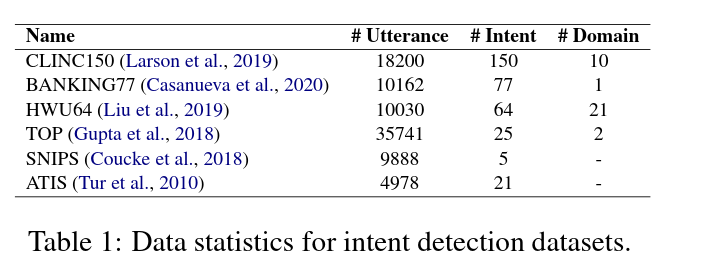 Name # Utterance # Intent # Domain
CLINC150 (Larson et al., 2019) 18200 150 10
BANKING77 (Casanueva et al., 2020) 10162 77 1
HWU64 (Liu et al., 2019) 10030 64 21
TOP (Gupta et al., 2018) 35741 25 2
SNIPS (Coucke et al., 2018) 9888 5 -
ATIS (Tur et al., 2010) 4978 21 -
Table 1: Data statistics for intent detection datasets.